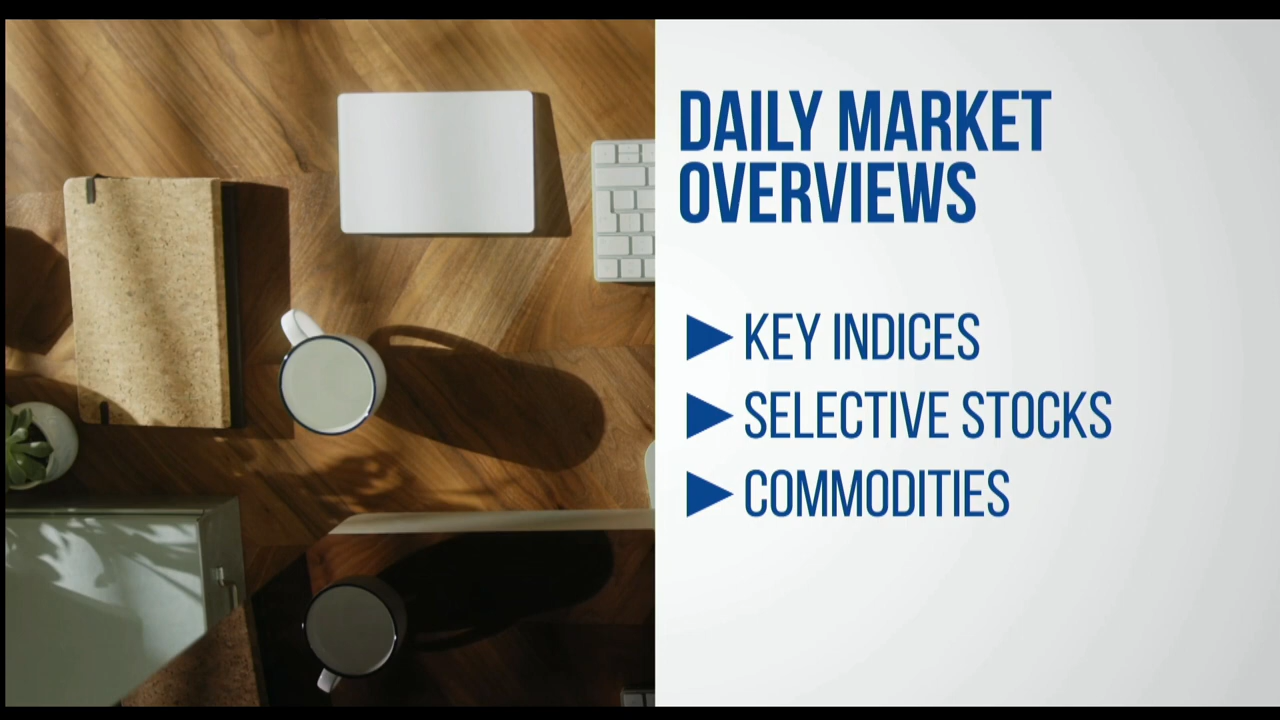 DAILY MARKET
OVERVIEWS
KEY INDICES
SELECTIVE STOCKS
COMMODITIES